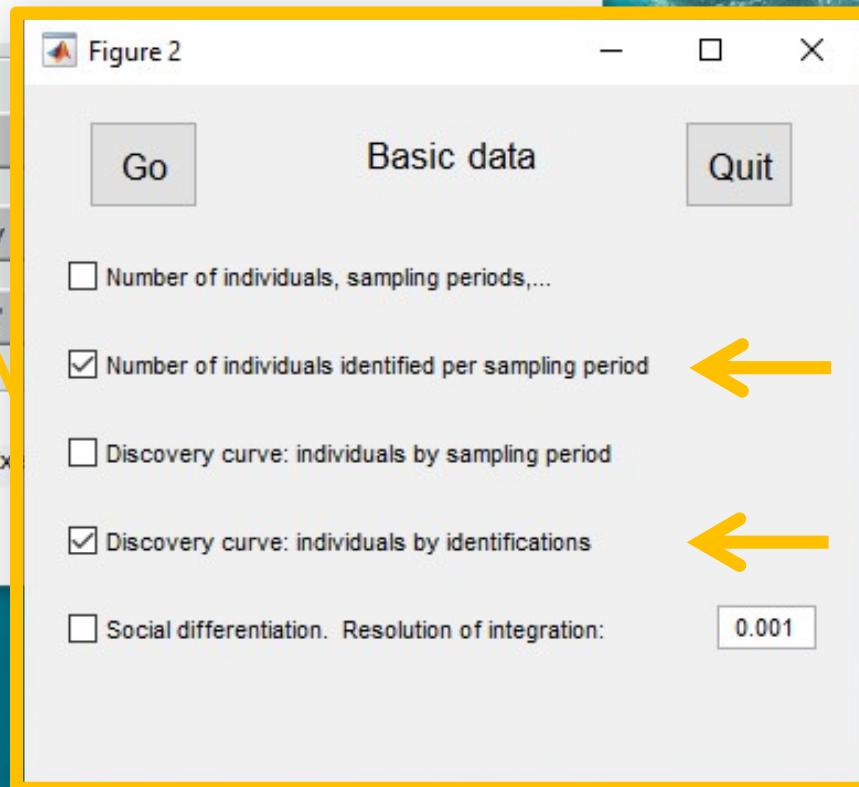 Figure 2
Go Basic data Quit
Number of individuals, sampling periods,...
Number of individuals identified per sampling period
Discovery curve: individuals by sampling period
Discovery curve: individuals by identifications
Social differentiation. Resolution of integration: 0.001